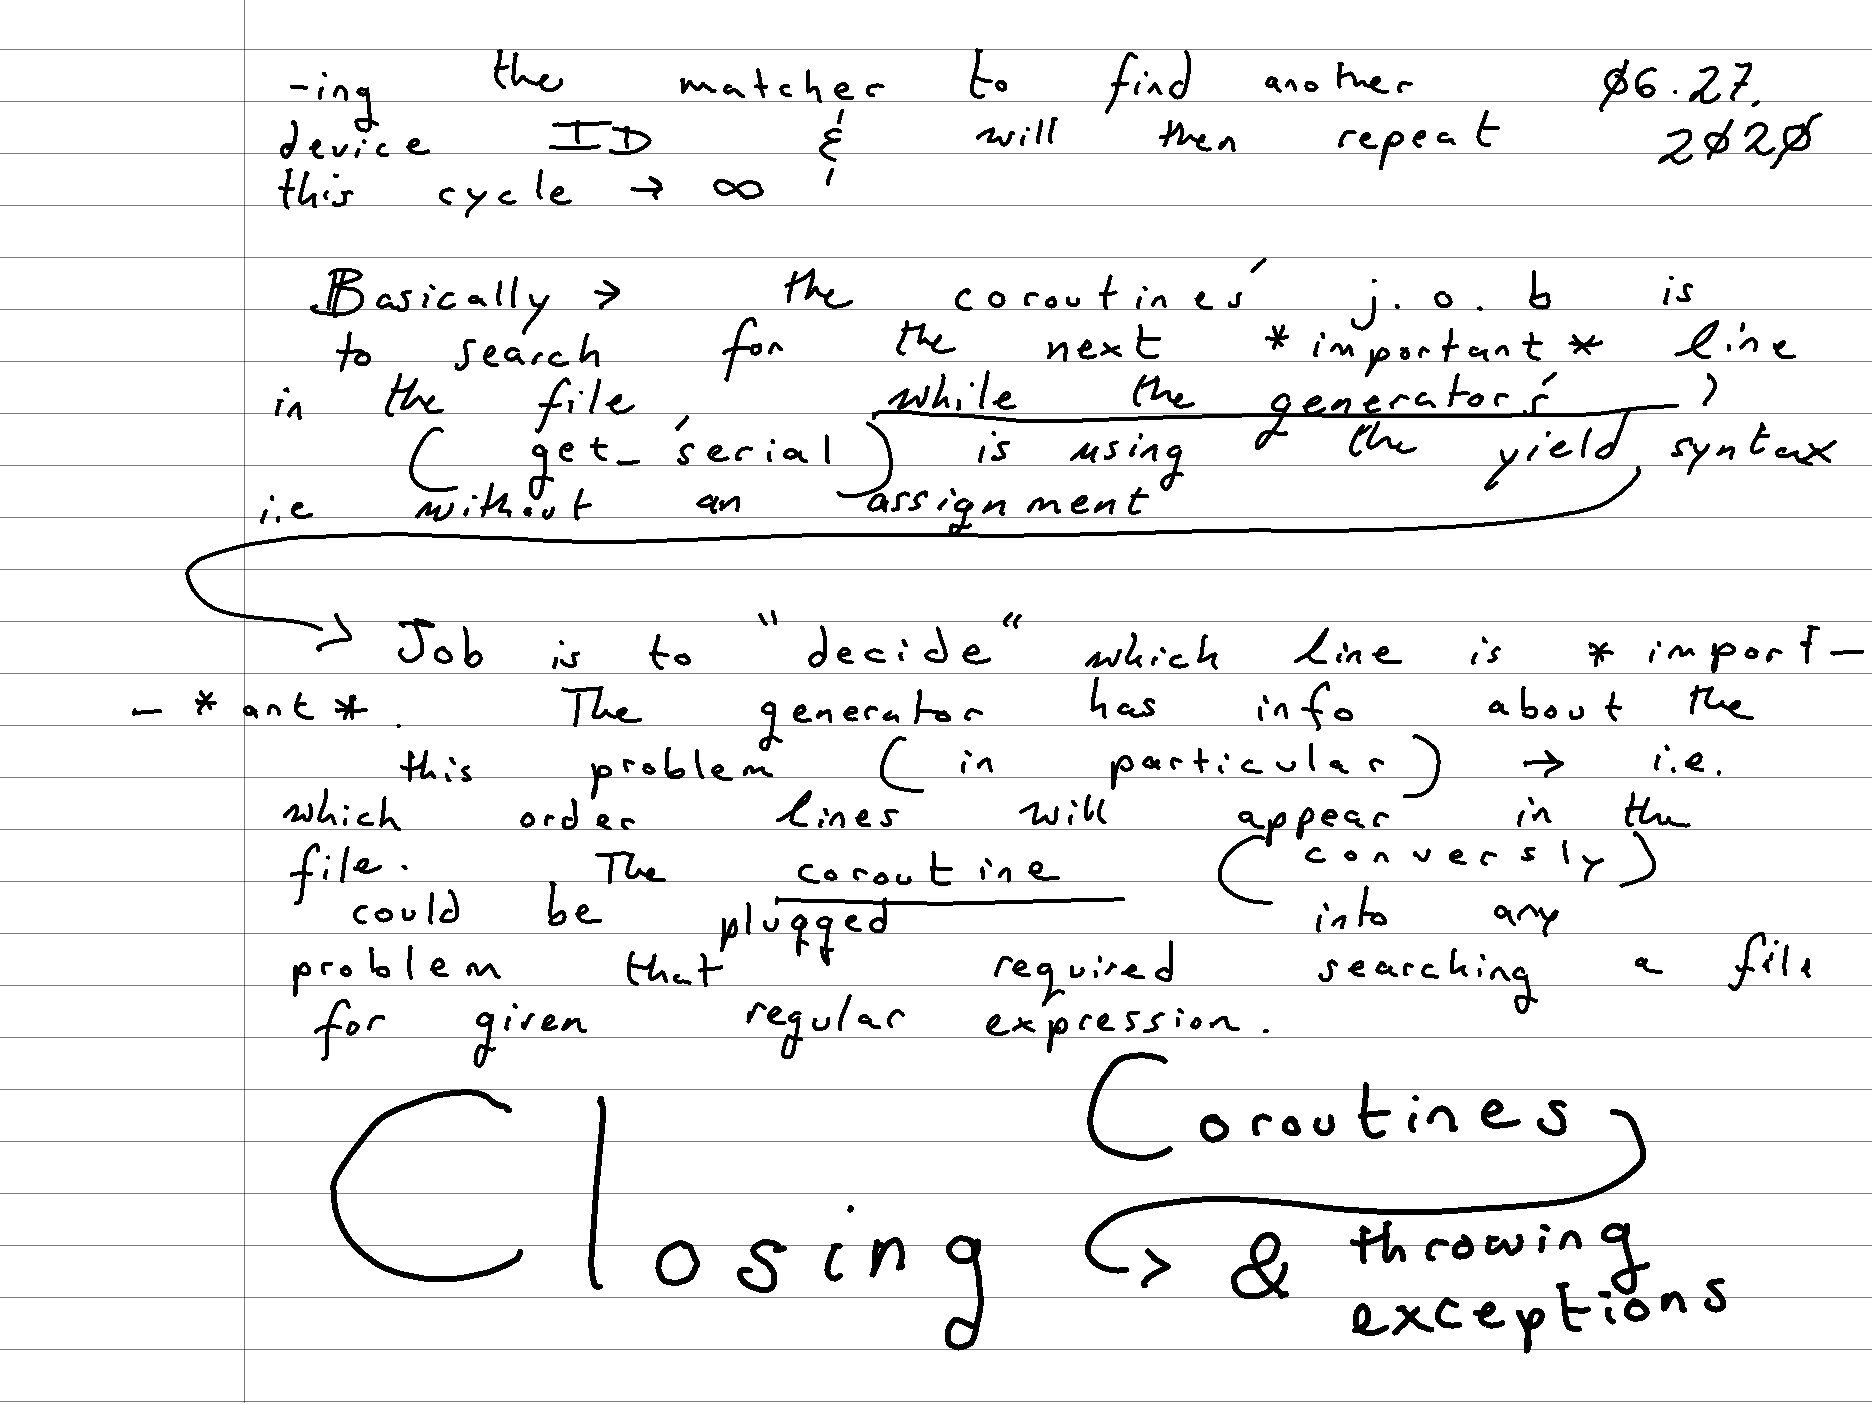 -ing the matcher to find another ø6.27.
device ID & will then repeat 2ø2ø
this cycle → ∞
Basically → the coroutines' j.o.b is
to search for the next *important* line
in the file, while the generator's
(get_serial) is using the yield syntax
i.e without an assignment
→ Job is to "decide" which line is *import-
- *ant*. The generator has info about the
this problem (in particular) → i.e.
which order lines will appear in the
file. The coroutine (conversly)
could be plugged into any
problem that required searching a file
for given regular expression.
Closing Coroutines
→ & throwing
exceptions